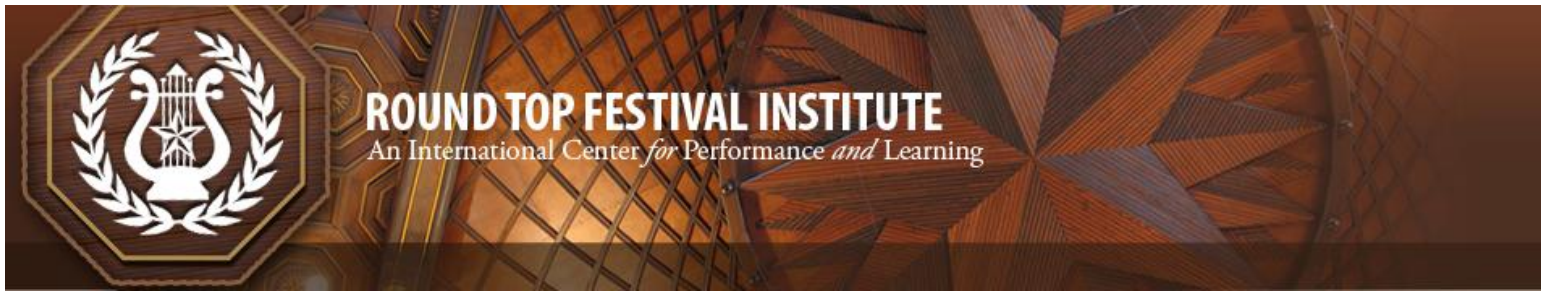 ROUND TOP FESTIVAL INSTITUTE
An International Center for Performance and Learning